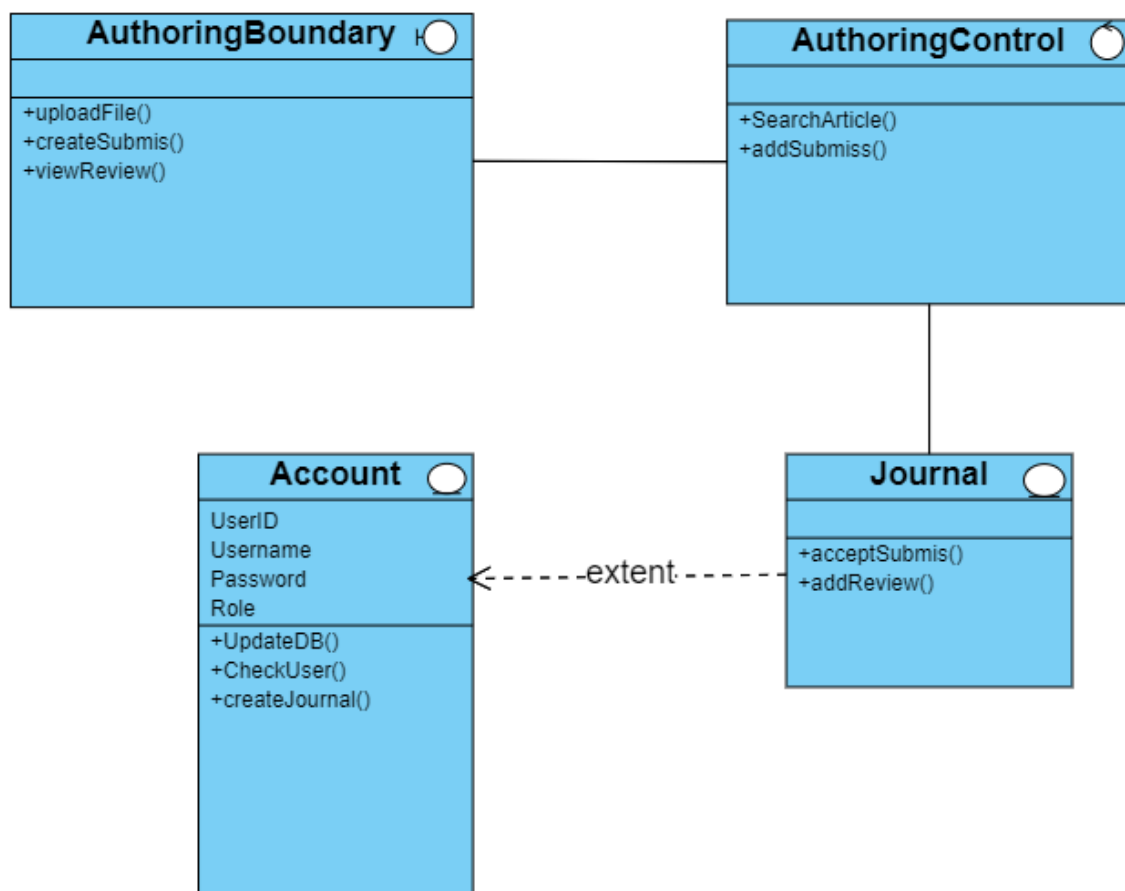 AuthoringBoundary
+uploadFile()
+createSubmis()
+viewReview()
AuthoringControl
+SearchArticle()
+addSubmiss()
Account
UserID
Username
Password
Role
+UpdateDB()
+CheckUser()
+createJournal()
extent
Journal
+acceptSubmis()
+addReview()